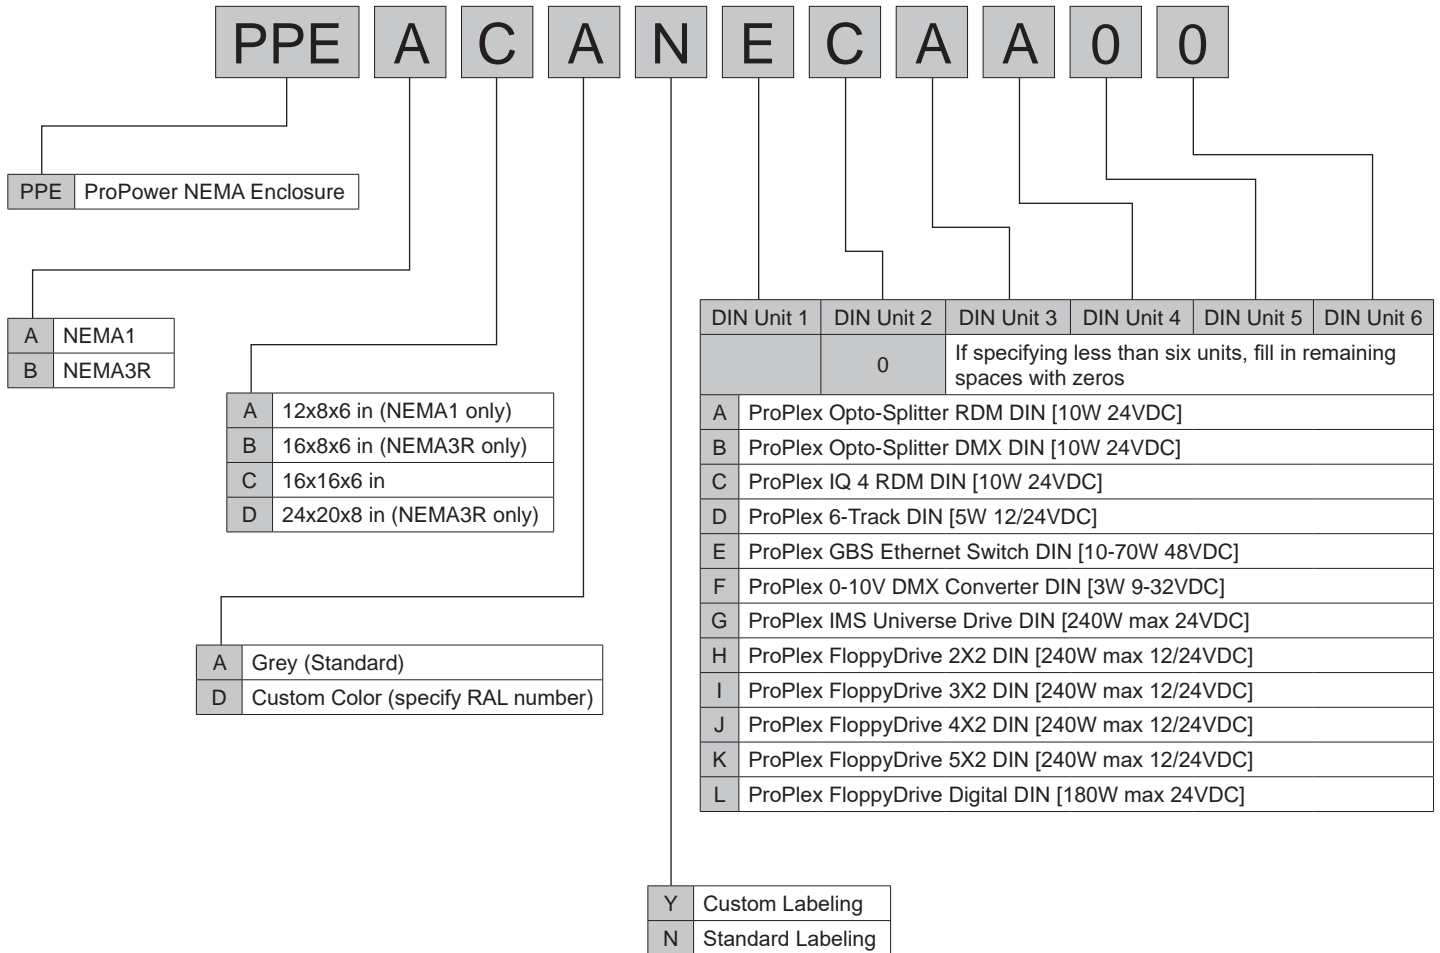 PPE A C A N E C A A 0 0
PPE ProPower NEMA Enclosure
A NEMA1
B NEMA3R
A 12x8x6 in (NEMA1 only)
B 16x8x6 in (NEMA3R only)
C 16x16x6 in
D 24x20x8 in (NEMA3R only)
A Grey (Standard)
D Custom Color (specify RAL number)
DIN Unit 1 DIN Unit 2 DIN Unit 3 DIN Unit 4 DIN Unit 5 DIN Unit 6
0 If specifying less than six units, fill in remaining
spaces with zeros
A ProPlex Opto-Splitter RDM DIN [10W 24VDC]
B ProPlex Opto-Splitter DMX DIN [10W 24VDC]
C ProPlex IQ 4 RDM DIN [10W 24VDC]
D ProPlex 6-Track DIN [5W 12/24VDC]
E ProPlex GBS Ethernet Switch DIN [10-70W 48VDC]
F ProPlex 0-10V DMX Converter DIN [3W 9-32VDC]
G ProPlex IMS Universe Drive DIN [240W max 24VDC]
H ProPlex FloppyDrive 2X2 DIN [240W max 12/24VDC]
I ProPlex FloppyDrive 3X2 DIN [240W max 12/24VDC]
J ProPlex FloppyDrive 4X2 DIN [240W max 12/24VDC]
K ProPlex FloppyDrive 5X2 DIN [240W max 12/24VDC]
L ProPlex FloppyDrive Digital DIN [180W max 24VDC]
Y Custom Labeling
N Standard Labeling